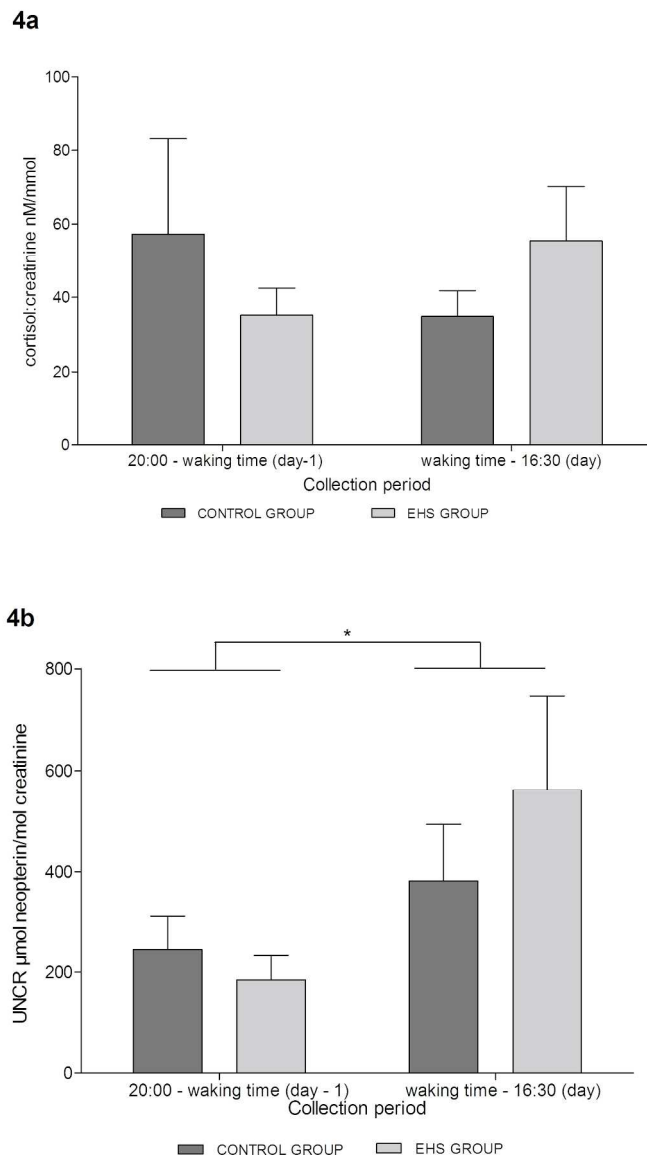 4a
100
80
60
40
20
0
cortisol:creatinine nM/mmol
20:00 - waking time (day-1) waking time - 16:30 (day)
Collection period
CONTROL GROUP EHS GROUP
4b
*
800
600
400
200
0
UNCR µmol neopterin/mol creatinine
20:00 - waking time (day - 1) waking time - 16:30 (day)
Collection period
CONTROL GROUP EHS GROUP